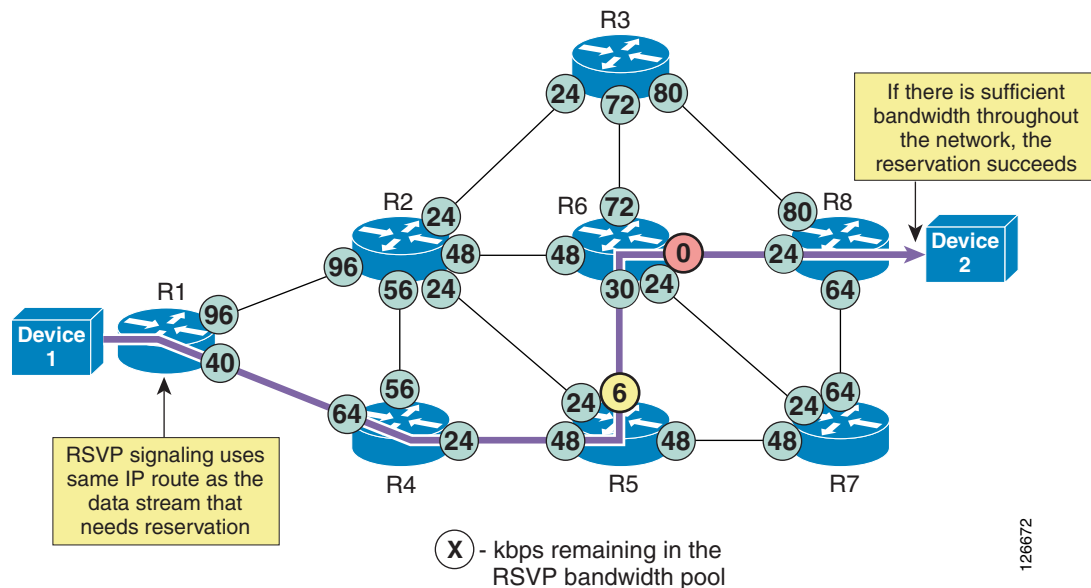 R3
24
72
80
If there is sufficient
bandwidth throughout
the network, the
reservation succeeds
R2
R6
R8
24
72
80
Device
2
96
48
48
0
24
56
24
30
24
64
R1
96
Device
1
40
56
6
64
24
24
64
24
48
48
48
R4
R5
R7
RSVP signaling uses
same IP route as the
data stream that
needs reservation
X - kbps remaining in the
RSVP bandwidth pool
126672